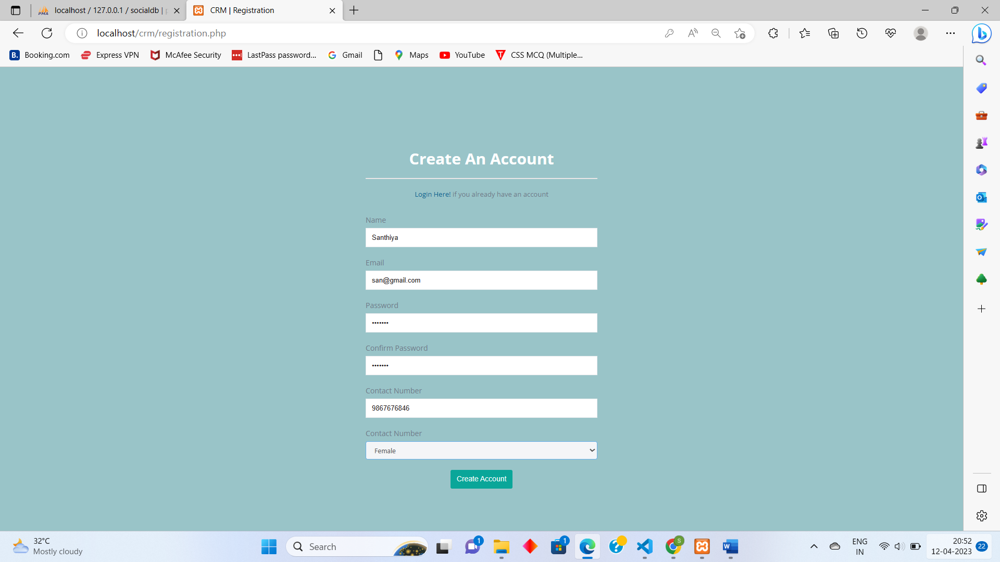 localhost / 127.0.0.1 / socialdb |
CRM | Registration
localhost/crm/registration.php
Booking.com
Express VPN
McAfee Security
LastPass password...
Gmail
Maps
YouTube
CSS MCQ (Multiple...
Create An Account
Login Here! if you already have an account
Name
Santhiya
Email
san@gmail.com
Password
•••••••
Confirm Password
•••••••
Contact Number
9867676846
Contact Number
Female
Create Account
32°C
Mostly cloudy
Search
1
1
S
ENG
IN
20:52
12-04-2023
22